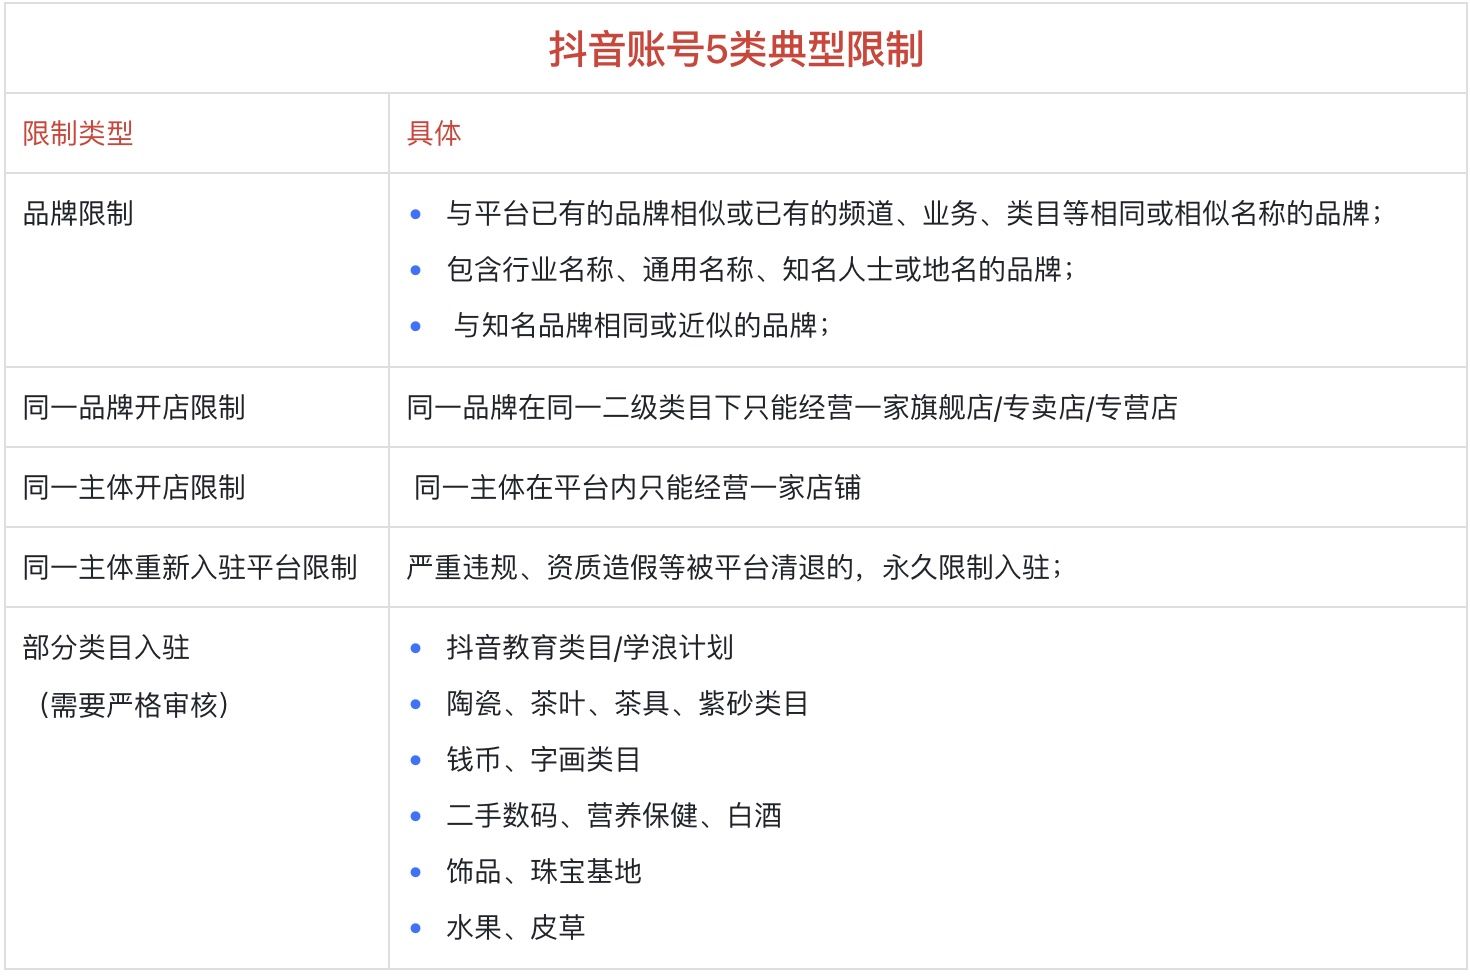 抖音账号5类典型限制
限制类型
具体
品牌限制
与平台已有的品牌相似或已有的频道、业务、类目等相同或相似名称的品牌；
包含行业名称、通用名称、知名人士或地名的品牌；
与知名品牌相同或近似的品牌；
同一品牌开店限制
同一品牌在同一二级类目下只能经营一家旗舰店/专卖店/专营店
同一主体开店限制
同一主体在平台内只能经营一家店铺
同一主体重新入驻平台限制
严重违规、资质造假等被平台清退的，永久限制入驻；
部分类目入驻
（需要严格审核）
抖音教育类目/学浪计划
陶瓷、茶叶、茶具、紫砂类目
钱币、字画类目
二手数码、营养保健、白酒
饰品、珠宝基地
水果、皮草